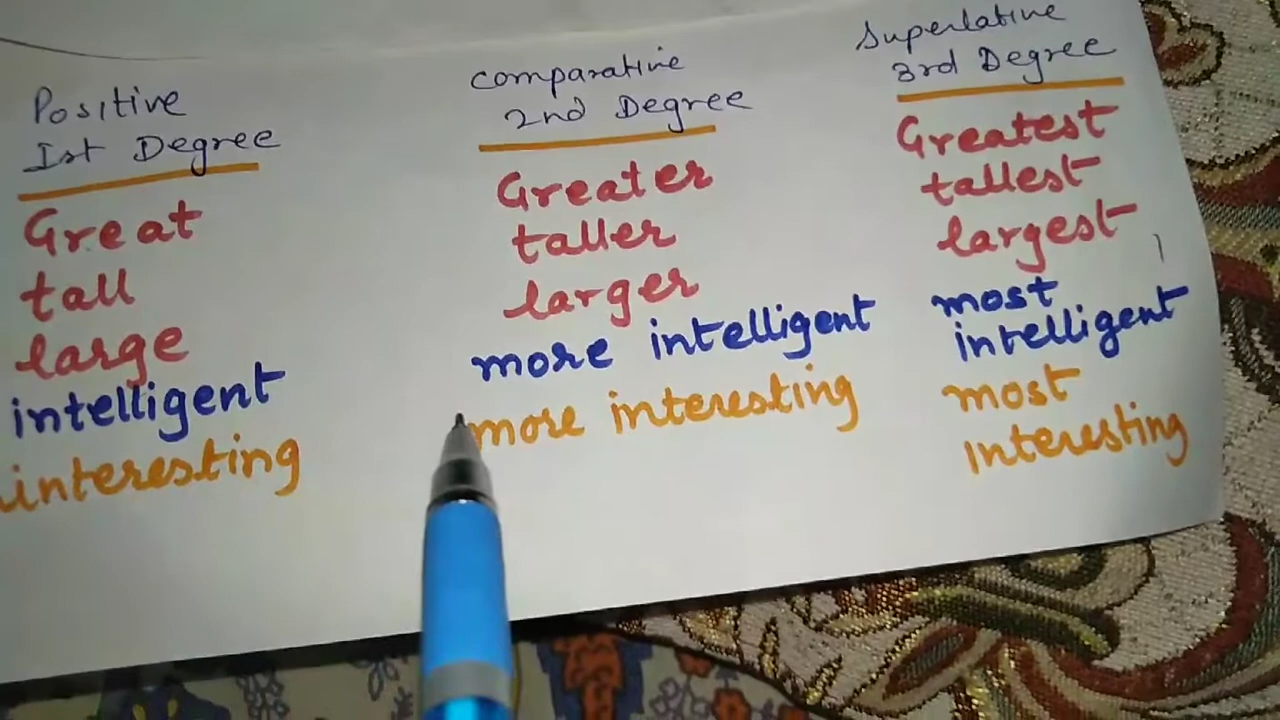 Positive
Ist Degree
Great
tall
large
intelligent
interesting
comparative
2nd Degree
Greater
taller
larger
more intelligent
more interesting
Superlative
3rd Degree
Greatest
tallest
largest
most
intelligent
most
Interesting